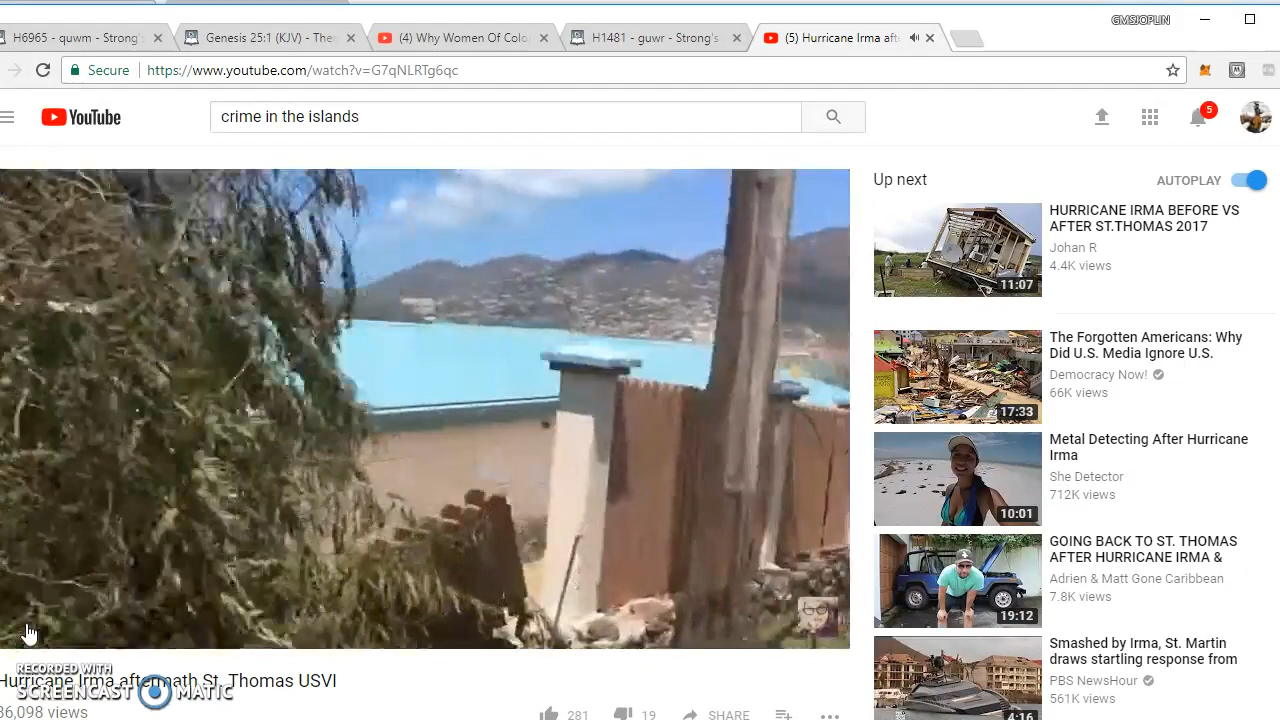 GMSJOPLIN
H6965 - quwm - Strong's
Genesis 25:1 (KJV) - Then
(4) Why Women Of Colo
H1481 - guwr - Strong's
(5) Hurricane Irma aft
Secure
https://www.youtube.com/watch?v=G7qNLRTg6qc
YouTube
crime in the islands
5
Up next
AUTOPLAY
HURRICANE IRMA BEFORE VS
AFTER ST.THOMAS 2017
Johan R
4.4K views
11:07
The Forgotten Americans: Why
Did U.S. Media Ignore U.S.
Democracy Now!
66K views
17:33
Metal Detecting After Hurricane
Irma
She Detector
712K views
10:01
GOING BACK TO ST. THOMAS
AFTER HURRICANE IRMA &
Adrien & Matt Gone Caribbean
7.8K views
19:12
Smashed by Irma, St. Martin
draws startling response from
PBS NewsHour
561K views
4:16
RECORDED WITH
SCREENCAST MATIC
Hurricane Irma aftermath St. Thomas USVI
36,098 views
281
19
SHARE